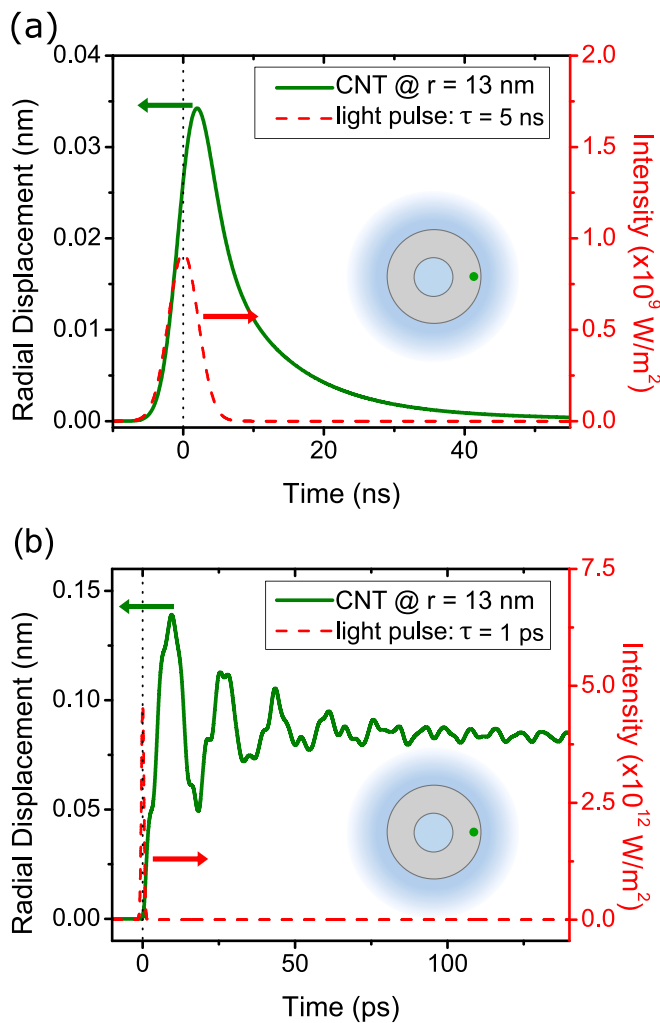 (a)
CNT @ r = 13 nm
light pulse: τ = 5 ns
Radial Displacement (nm)
0.04
0.03
0.02
0.01
0.00
Intensity (x10⁹ W/m²)
2.0
1.5
1.0
0.5
0.0
0
20
40
Time (ns)
(b)
CNT @ r = 13 nm
light pulse: τ = 1 ps
Radial Displacement (nm)
0.15
0.10
0.05
0.00
Intensity (x10¹² W/m²)
7.5
5.0
2.5
0.0
0
50
100
Time (ps)